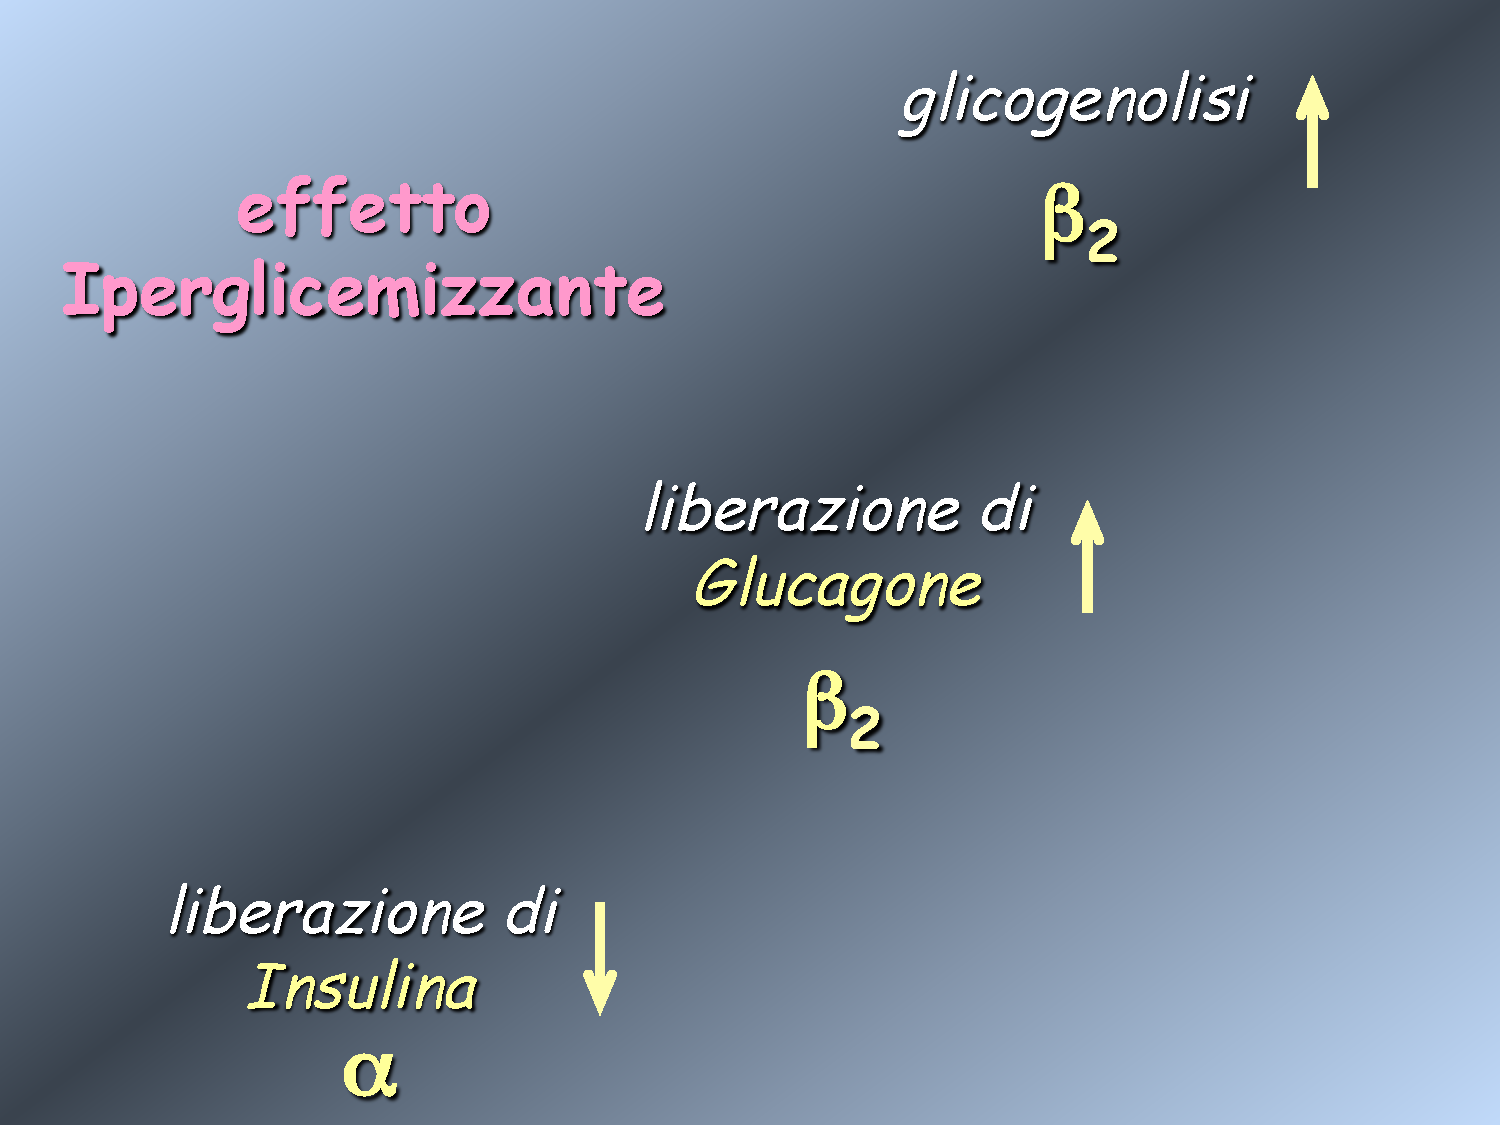 effetto
Iperglicemizzante
glicogenolisi
β₂
liberazione di
Glucagone
β₂
liberazione di
Insulina
α